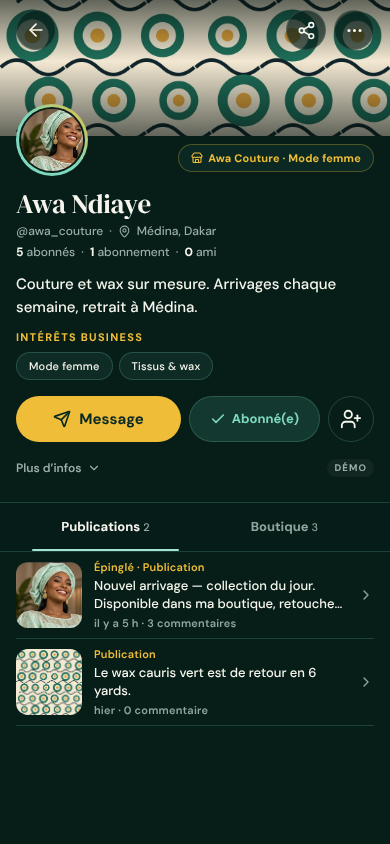 Awa Couture · Mode femme
Awa Ndiaye
@awa_couture · Médina, Dakar
5 abonnés · 1 abonnement · 0 ami
Couture et wax sur mesure. Arrivages chaque
semaine, retrait à Médina.
INTÉRÊTS BUSINESS
Mode femme Tissus & wax
Message Abonné(e)
Plus d'infos DÉMO
Publications 2 Boutique 3
Épinglé · Publication
Nouvel arrivage — collection du jour.
Disponible dans ma boutique, retouche…
il y a 5 h · 3 commentaires
Publication
Le wax cauris vert est de retour en 6
yards.
hier · 0 commentaire